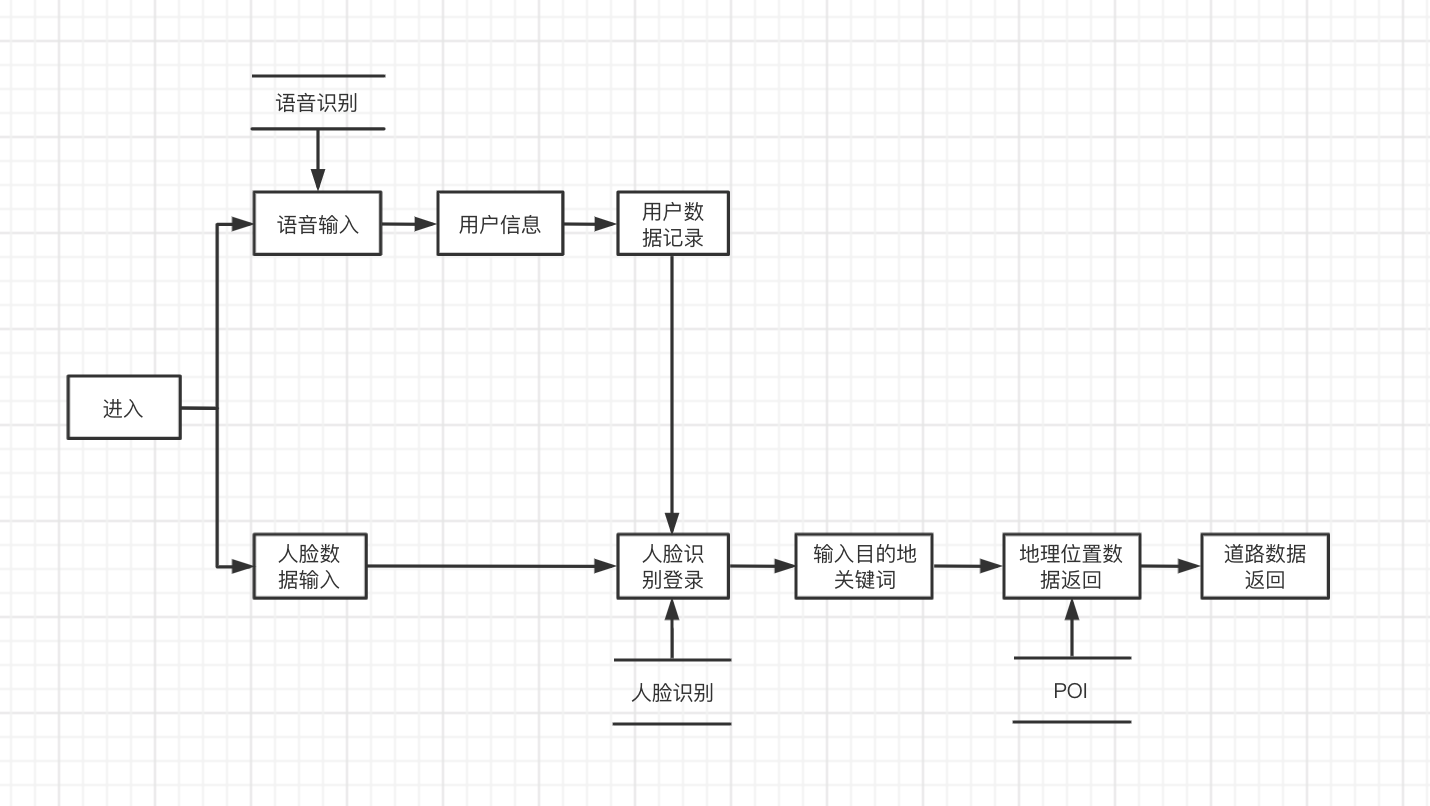 语音识别
语音输入
用户信息
用户数
据记录
进入
人脸数
据输入
人脸识
别登录
输入目的地
关键词
地理位置数
据返回
道路数据
返回
人脸识别
POI